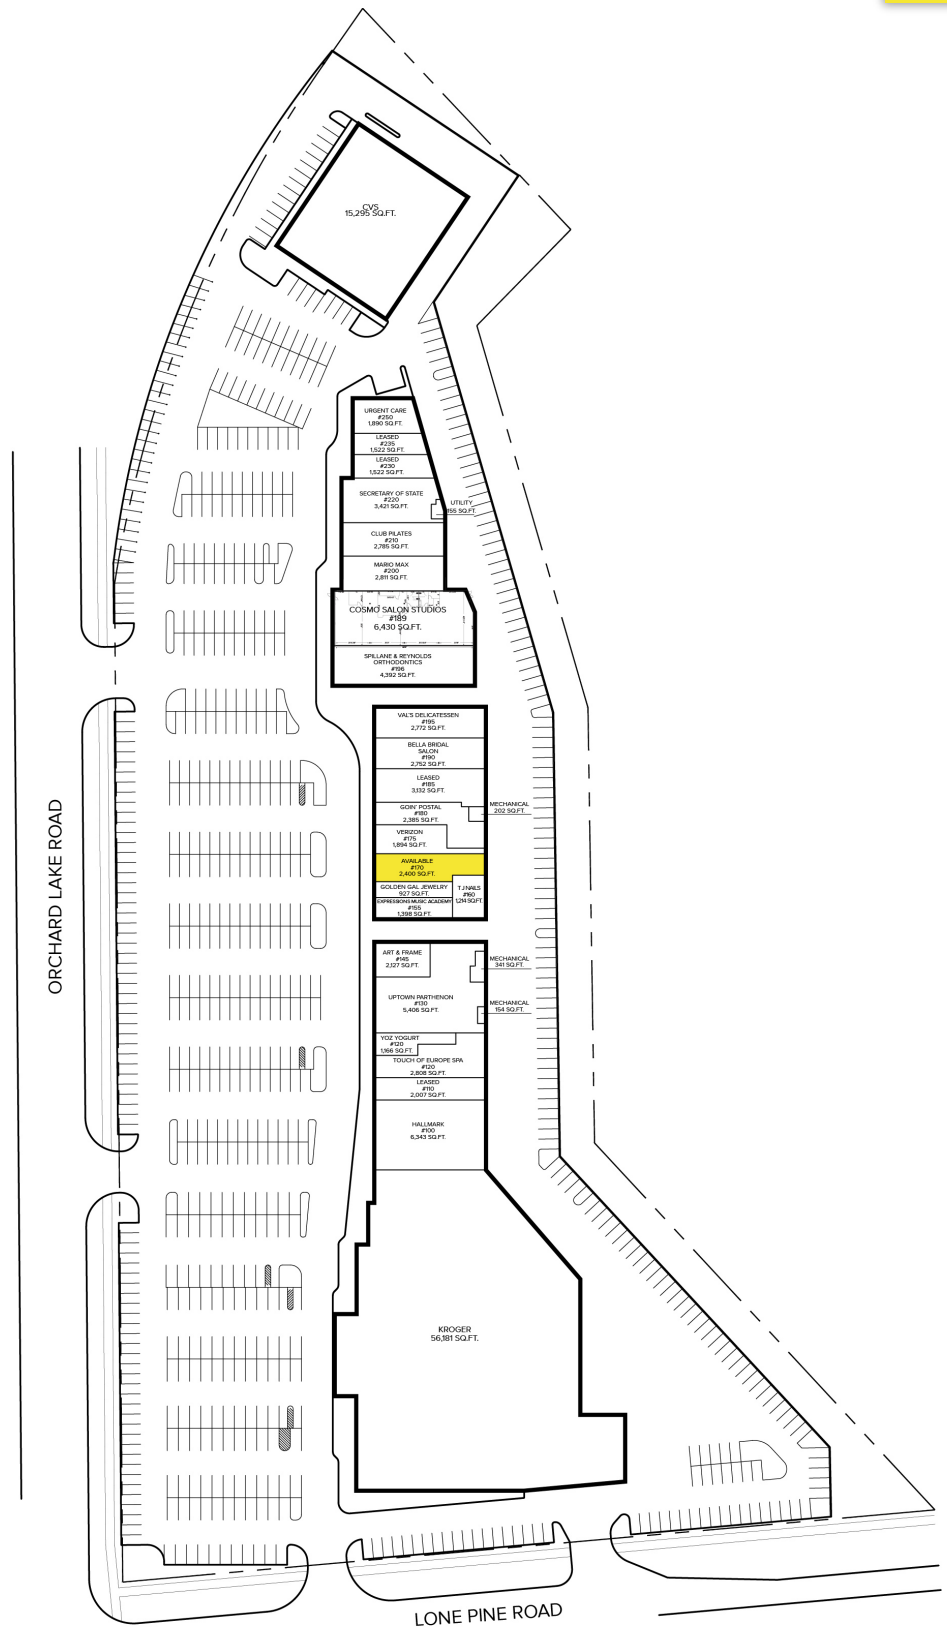 CVS
15,295 SQ.FT.
URGENT CARE
#250
1,890 SQ.FT.
LEASED
#235
1,522 SQ.FT.
LEASED
#230
1,522 SQ.FT.
SECRETARY OF STATE
#220
3,421 SQ.FT.
UTILITY
155 SQ.FT.
CLUB PILATES
#210
2,785 SQ.FT.
MARIO MAX
#200
2,811 SQ.FT.
COSMO SALON STUDIOS
#189
6,430 SQ.FT.
SPILLANE & REYNOLDS
ORTHODONTICS
#196
4,392 SQ.FT.
VAL'S DELICATESSEN
#195
2,772 SQ.FT.
BELLA BRIDAL
SALON
#190
2,752 SQ.FT.
LEASED
#185
3,132 SQ.FT.
GOIN' POSTAL
#180
2,385 SQ.FT.
MECHANICAL
202 SQ.FT.
VERIZON
#175
1,894 SQ.FT.
AVAILABLE
#170
2,400 SQ.FT.
GOLDEN GAL JEWELRY
927 SQ.FT.
T.J NAILS
#160
1,214 SQ.FT.
EXPRESSIONS MUSIC ACADEMY
#155
1,398 SQ.FT.
ART & FRAME
#145
2,127 SQ.FT.
MECHANICAL
341 SQ.FT.
UPTOWN PARTHENON
#130
5,406 SQ.FT.
MECHANICAL
154 SQ.FT.
YOZ YOGURT
#120
1,166 SQ.FT.
TOUCH OF EUROPE SPA
#120
2,808 SQ.FT.
LEASED
#110
2,007 SQ.FT.
HALLMARK
#100
6,343 SQ.FT.
KROGER
56,181 SQ.FT.
ORCHARD LAKE ROAD
LONE PINE ROAD